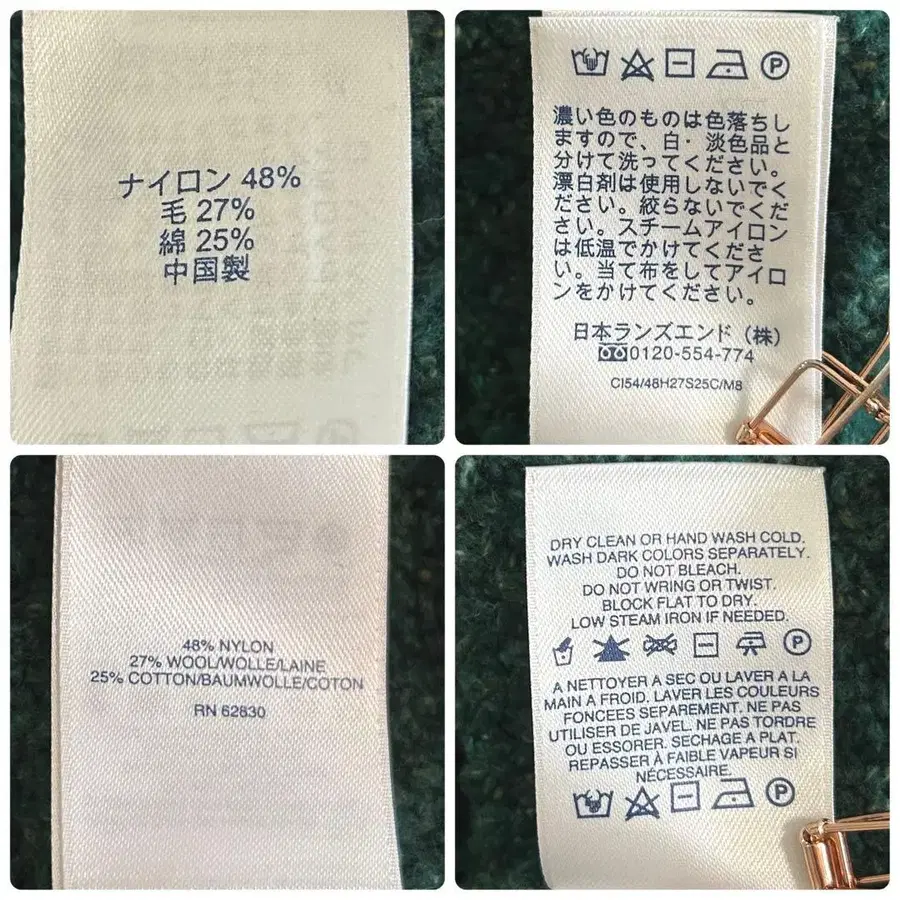 ナイロン 48%
毛 27%
綿 25%
中国製
濃い色のものは色落ちし
ますので、白・淡色品と
分けて洗ってください。
漂白剤は使用しないでく
ださい。絞らないでくだ
さい。スチームアイロン
は低温でかけてくださ
い。当て布をしてアイロ
ンをかけてください。
日本ランズエンド(株)
0120-554-774
CI54/48H27S25C/M8
48% NYLON
27% WOOL/WOLLE/LAINE
25% COTTON/BAUMWOLLE/COTON
RN 62830
DRY CLEAN OR HAND WASH COLD.
WASH DARK COLORS SEPARATELY.
DO NOT BLEACH.
DO NOT WRING OR TWIST.
BLOCK FLAT TO DRY.
LOW STEAM IRON IF NEEDED.
A NETTOYER A SEC OU LAVER A LA
MAIN A FROID. LAVER LES COULEURS
FONCEES SEPAREMENT. NE PAS
UTILISER DE JAVEL. NE PAS TORDRE
OU ESSORER. SECHAGE A PLAT.
REPASSER À FAIBLE VAPEUR SI
NÉCESSAIRE.